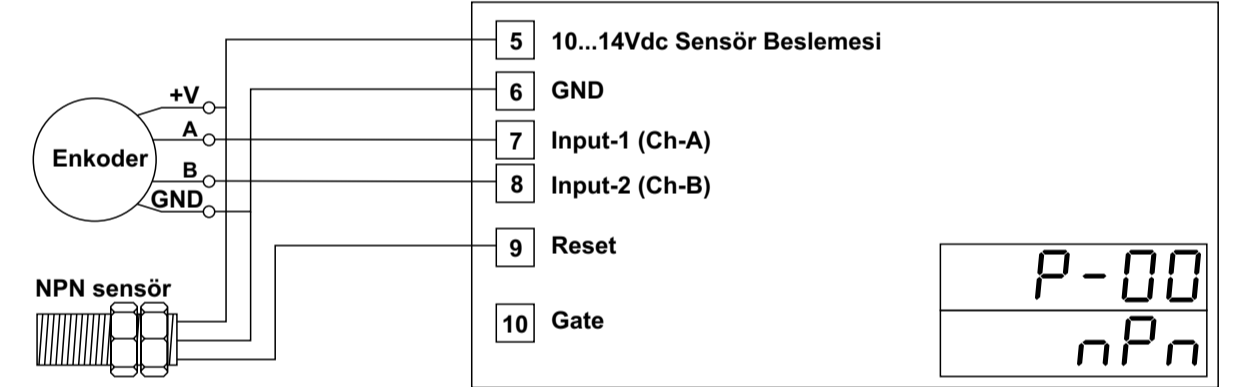 5 10...14Vdc Sensör Beslemesi
6 GND
7 Input-1 (Ch-A)
8 Input-2 (Ch-B)
9 Reset
10 Gate
Enkoder
+V
A
B
GND
NPN sensör
P-00
nPn